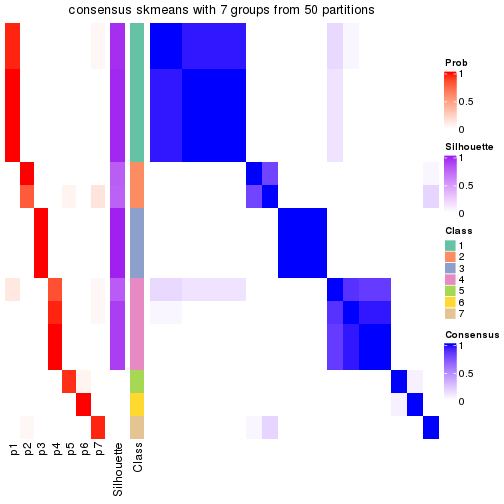 consensus skmeans with 7 groups from 50 partitions
Prob
1
0.5
0
Silhouette
1
0.5
0
Class
1
2
3
4
5
6
7
Consensus
1
0.5
0
p1
p2
p3
p4
p5
p6
p7
Silhouette
Class